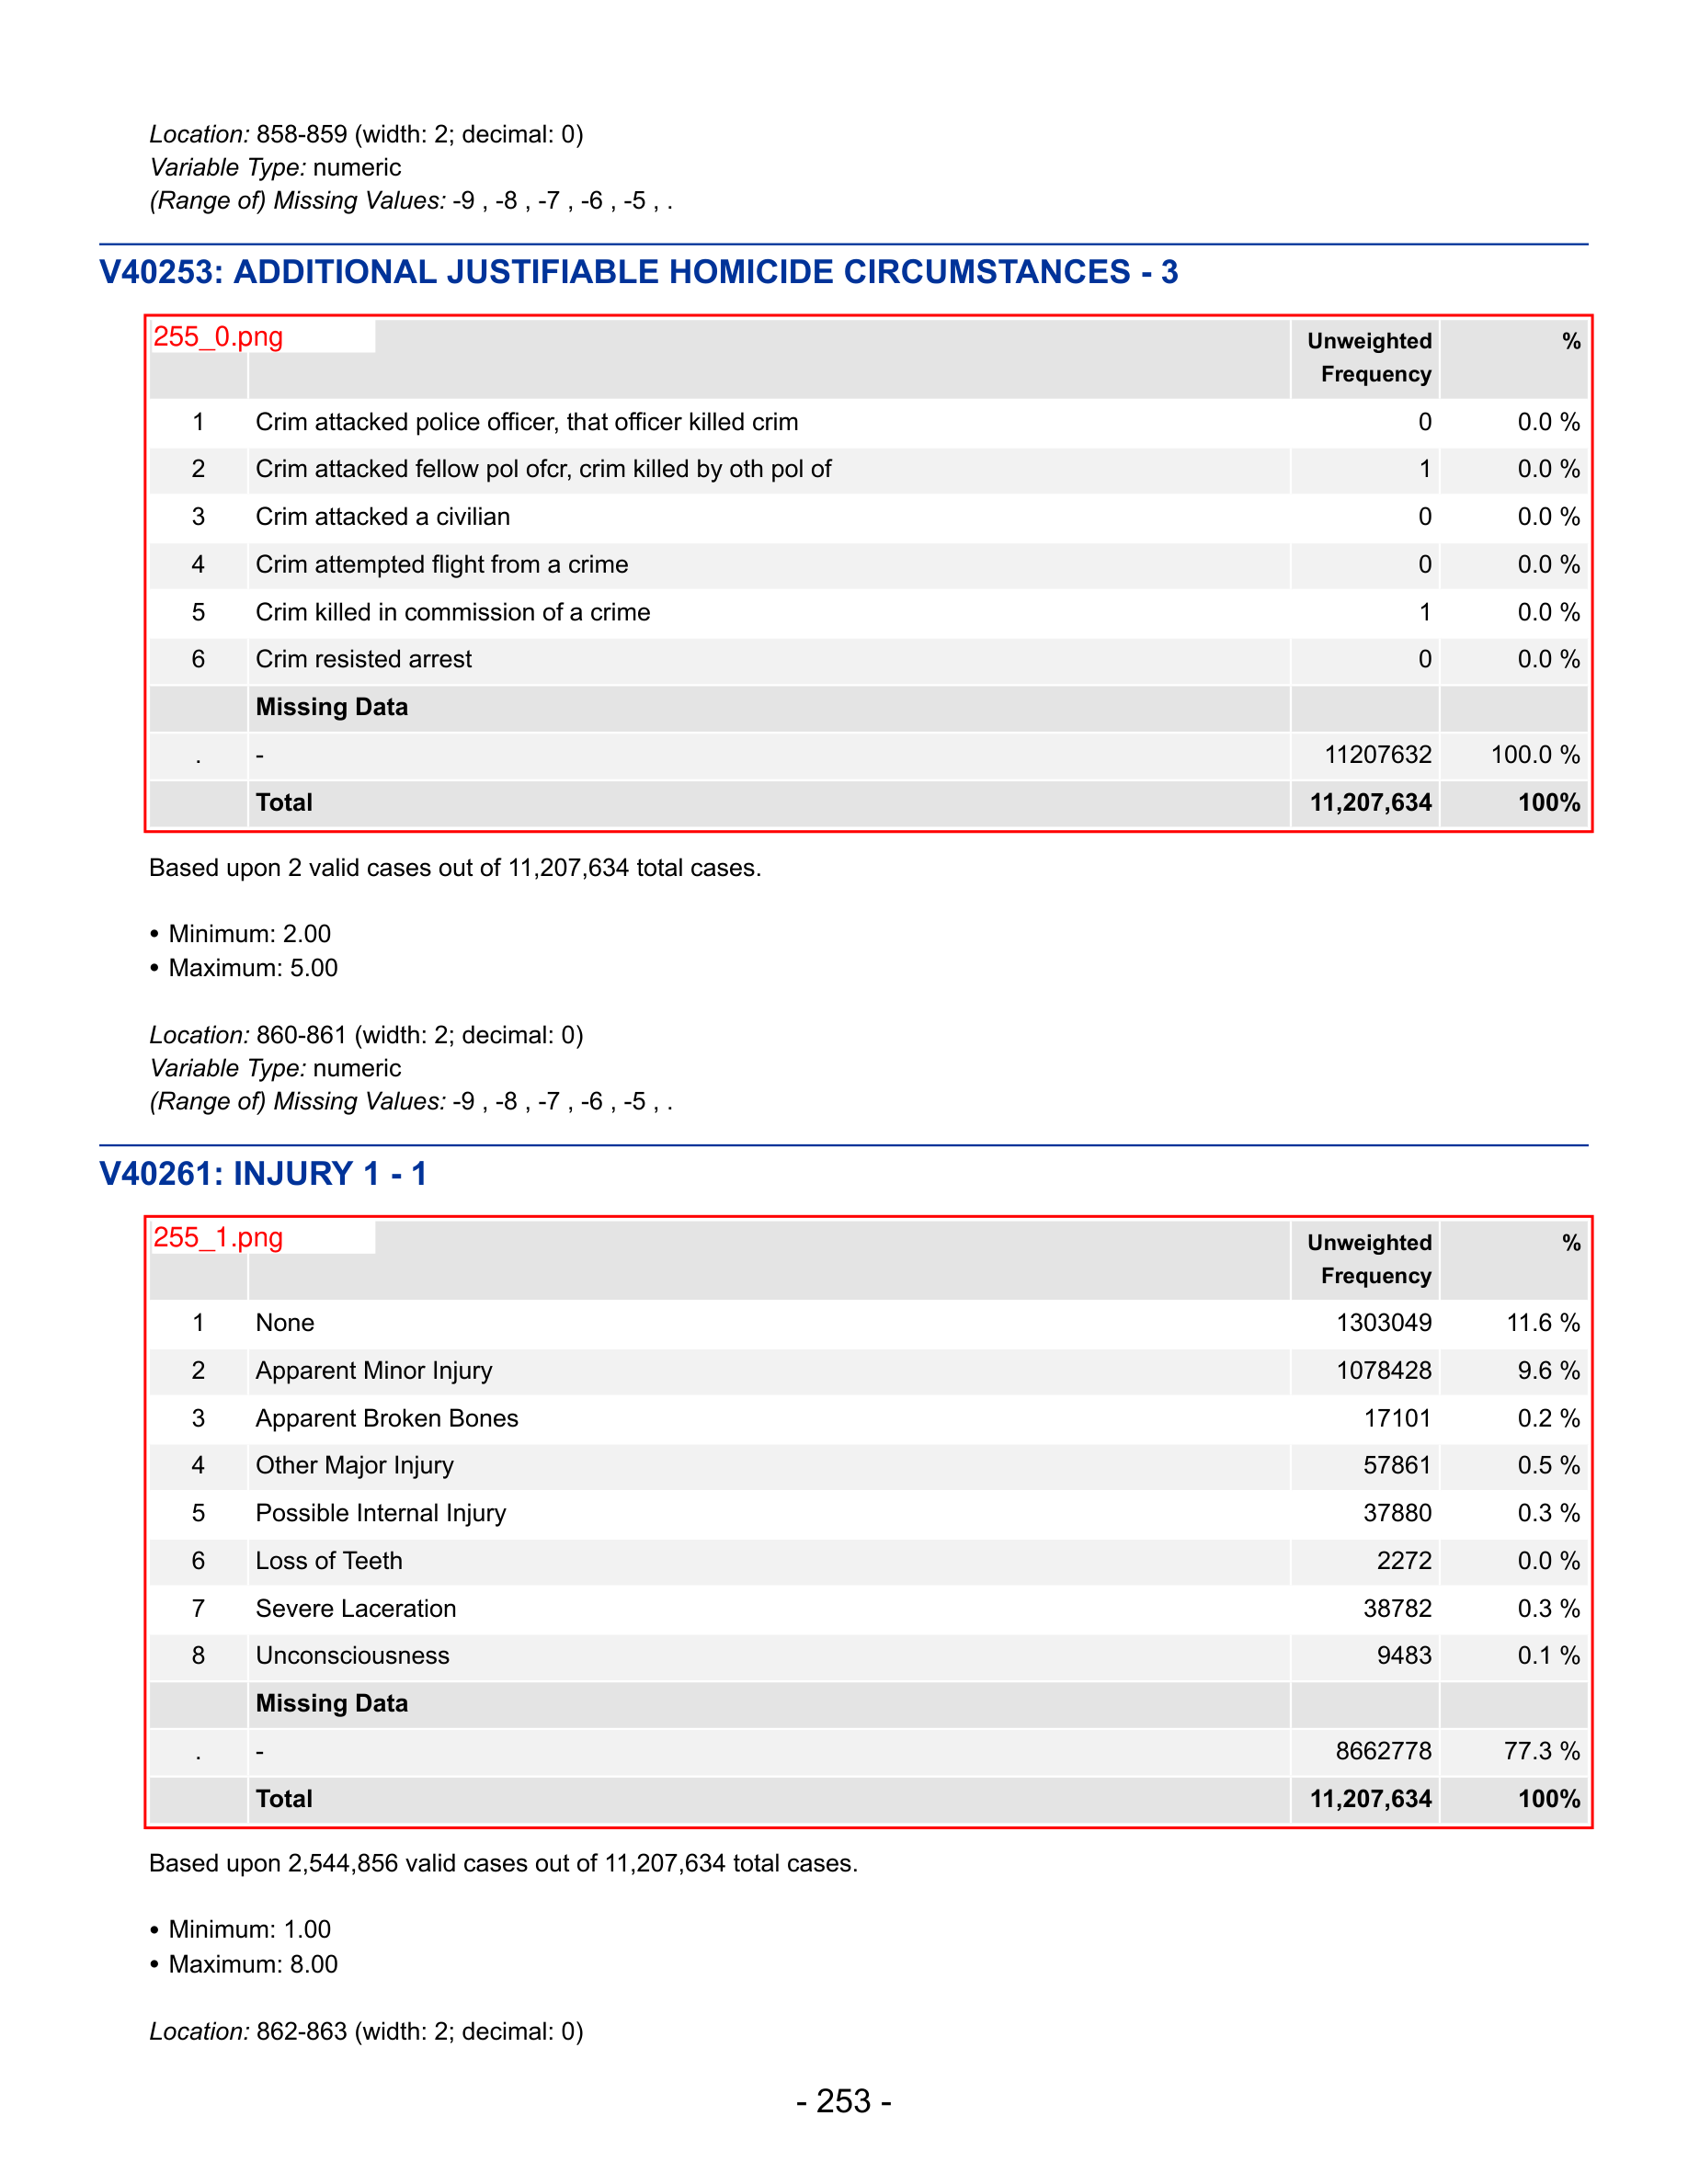 Location: 858-859 (width: 2; decimal: 0)
Variable Type: numeric
(Range of) Missing Values: -9 , -8 , -7 , -6 , -5 , .
V40253: ADDITIONAL JUSTIFIABLE HOMICIDE CIRCUMSTANCES - 3
255_0.png
Unweighted Frequency %
1 Crim attacked police officer, that officer killed crim 0 0.0 %
2 Crim attacked fellow pol ofcr, crim killed by oth pol of 1 0.0 %
3 Crim attacked a civilian 0 0.0 %
4 Crim attempted flight from a crime 0 0.0 %
5 Crim killed in commission of a crime 1 0.0 %
6 Crim resisted arrest 0 0.0 %
Missing Data
. - 11207632 100.0 %
Total 11,207,634 100%
Based upon 2 valid cases out of 11,207,634 total cases.
• Minimum: 2.00
• Maximum: 5.00
Location: 860-861 (width: 2; decimal: 0)
Variable Type: numeric
(Range of) Missing Values: -9 , -8 , -7 , -6 , -5 , .
V40261: INJURY 1 - 1
255_1.png
Unweighted Frequency %
1 None 1303049 11.6 %
2 Apparent Minor Injury 1078428 9.6 %
3 Apparent Broken Bones 17101 0.2 %
4 Other Major Injury 57861 0.5 %
5 Possible Internal Injury 37880 0.3 %
6 Loss of Teeth 2272 0.0 %
7 Severe Laceration 38782 0.3 %
8 Unconsciousness 9483 0.1 %
Missing Data
. - 8662778 77.3 %
Total 11,207,634 100%
Based upon 2,544,856 valid cases out of 11,207,634 total cases.
• Minimum: 1.00
• Maximum: 8.00
Location: 862-863 (width: 2; decimal: 0)
- 253 -